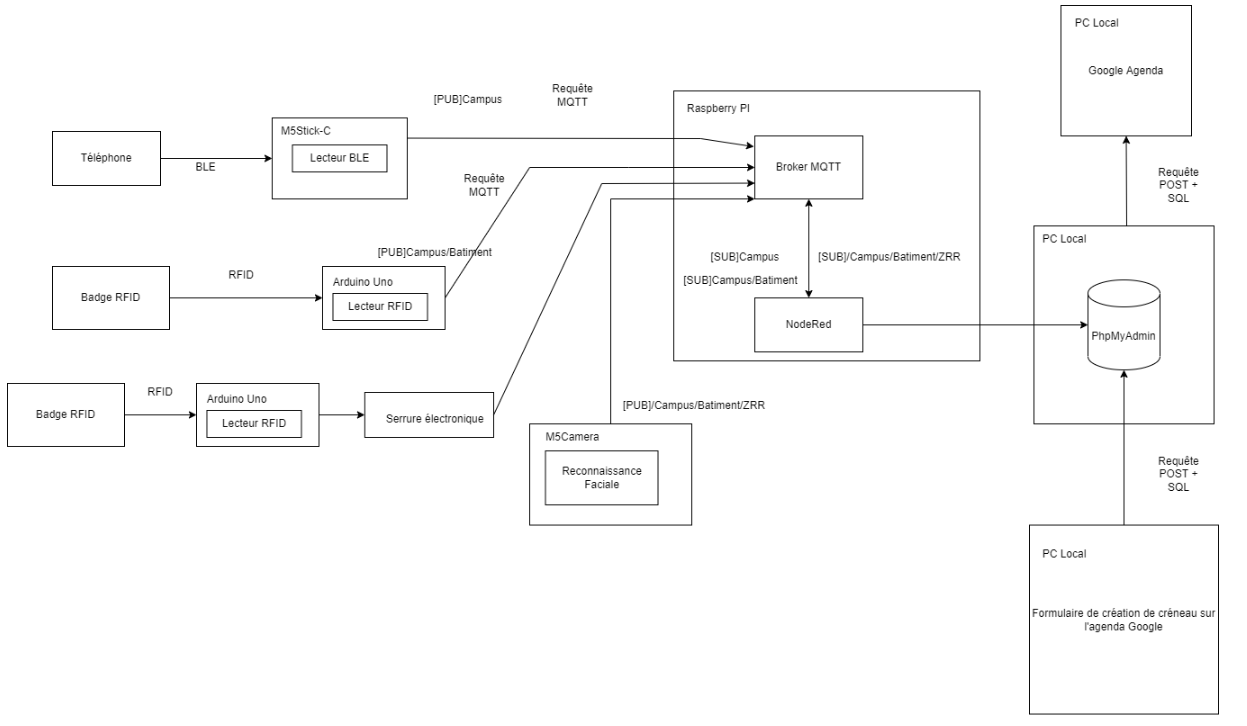 PC Local
Google Agenda
Requête
POST +
SQL
[PUB]Campus
Requête
MQTT
Raspberry PI
M5Stick-C
Lecteur BLE
Téléphone
BLE
Broker MQTT
Requête
MQTT
[PUB]Campus/Batiment
[SUB]Campus
[SUB]/Campus/Batiment/ZRR
[SUB]Campus/Batiment
NodeRed
PC Local
PhpMyAdmin
Badge RFID
RFID
Arduino Uno
Lecteur RFID
Badge RFID
RFID
Arduino Uno
Lecteur RFID
Serrure électronique
[PUB]/Campus/Batiment/ZRR
M5Camera
Reconnaissance
Faciale
Requête
POST +
SQL
PC Local
Formulaire de création de créneau sur
l'agenda Google